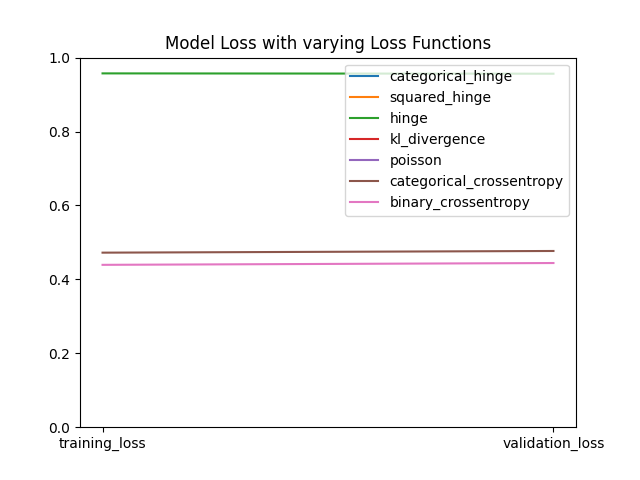 Model Loss with varying Loss Functions
1.0
0.8
0.6
0.4
0.2
0.0
categorical_hinge
squared_hinge
hinge
kl_divergence
poisson
categorical_crossentropy
binary_crossentropy
training_loss
validation_loss